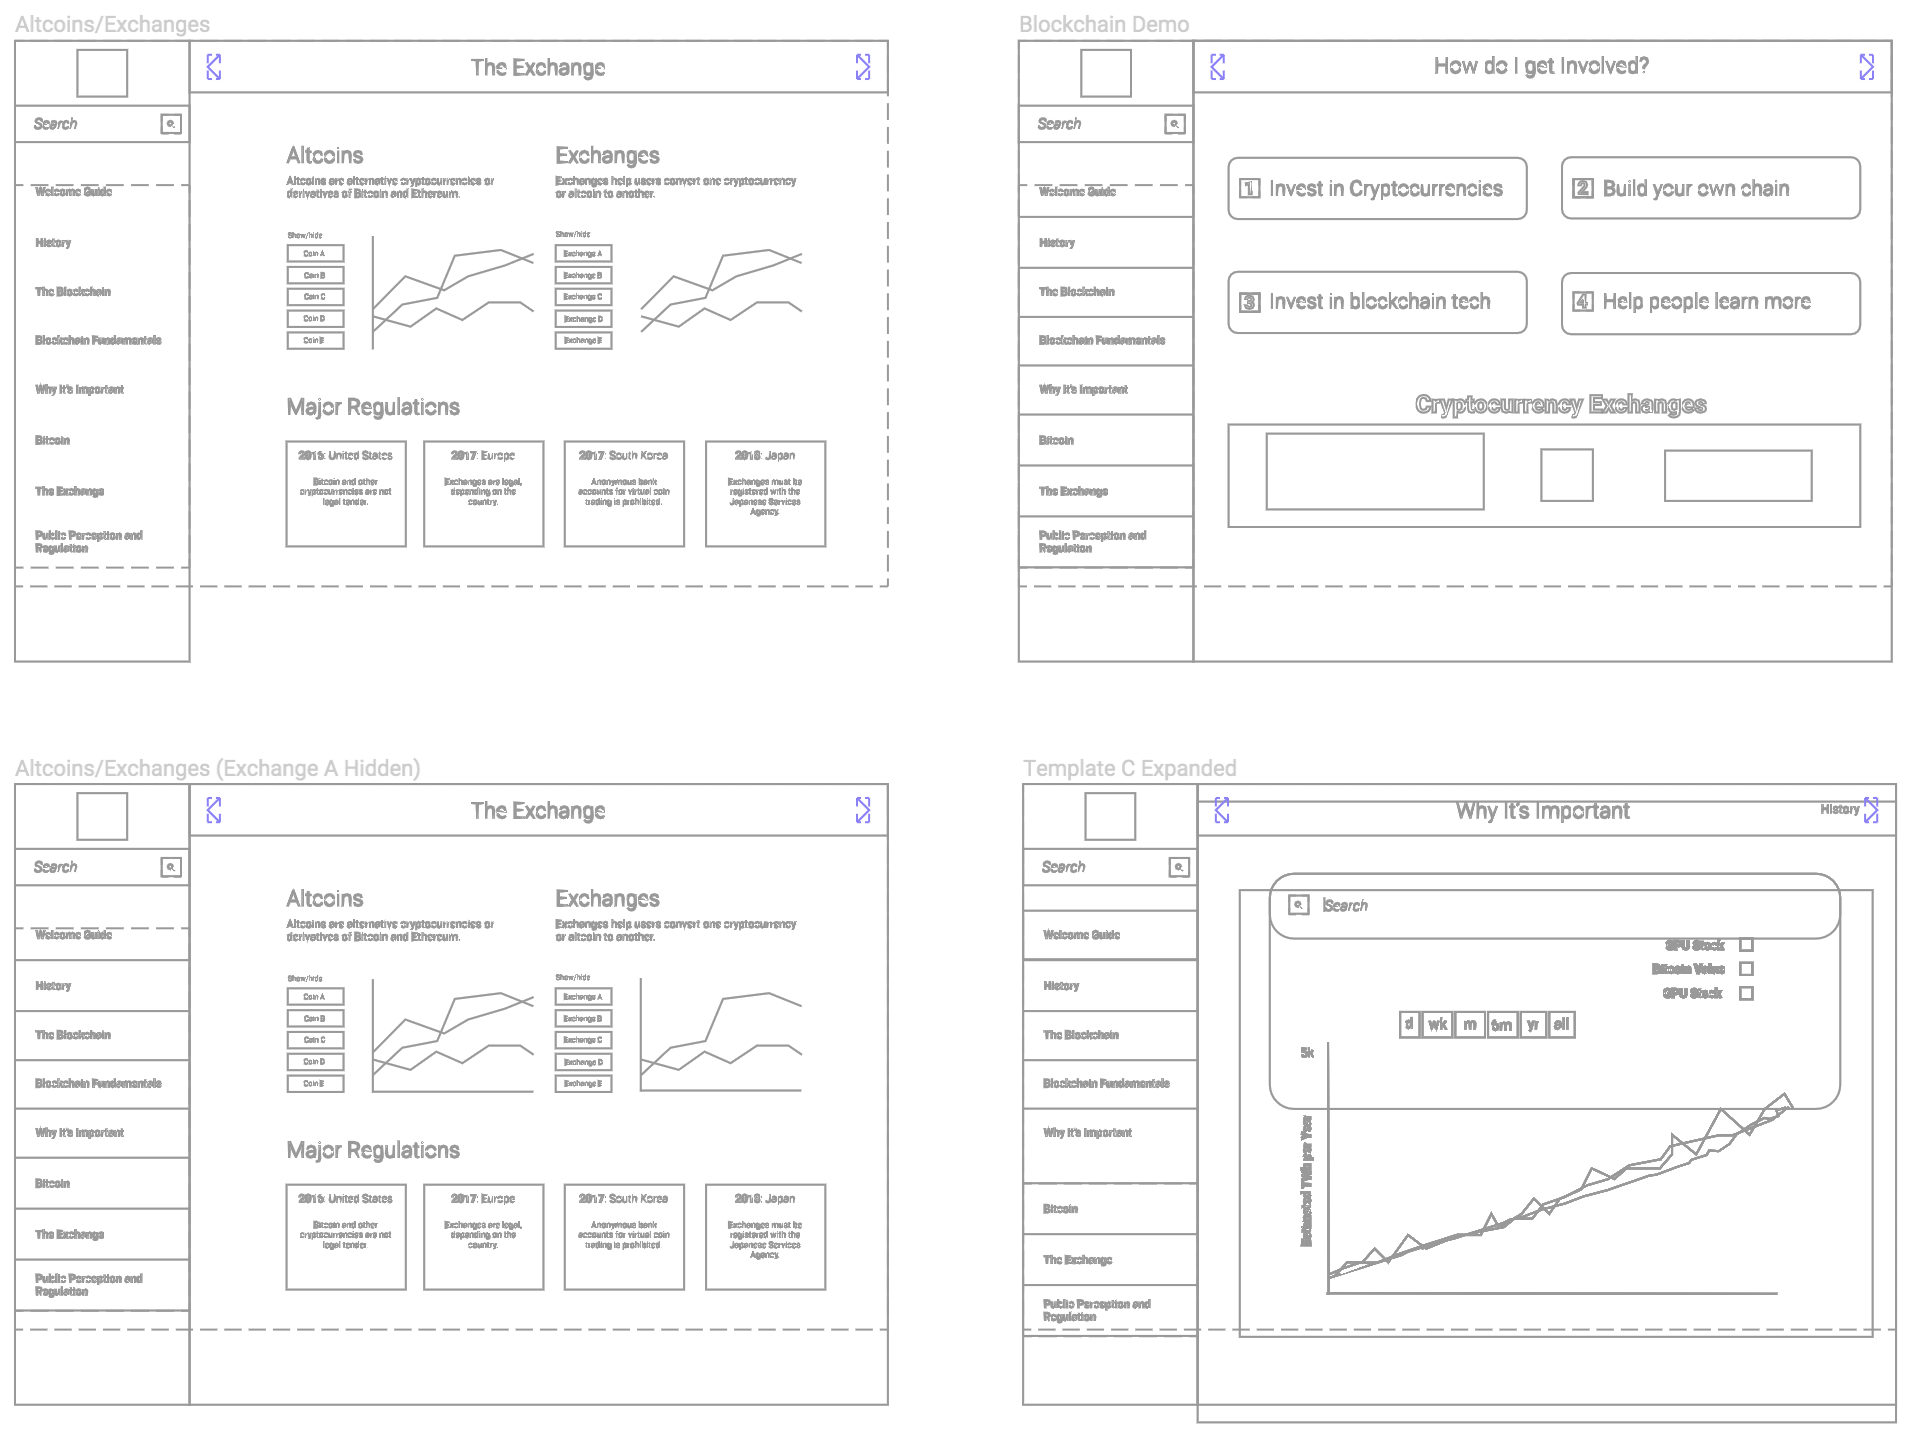 Altcoins/Exchanges
The Exchange
Search
Welcome Guide
History
The Blockchain
Blockchain Fundamentals
Why It's Important
Bitcoin
The Exchange
Public Perception and
Regulation
Altcoins
Altcoins are alternative cryptocurrencies or
derivatives of Bitcoin and Ethereum.
Show/hide
Coin A
Coin B
Coin C
Coin D
Coin E
Exchanges
Exchanges help users convert one cryptocurrency
or altcoin to another.
Show/hide
Exchange A
Exchange B
Exchange C
Exchange D
Exchange E
Major Regulations
: United States
Bitcoin and other
cryptocurrencies are not
legal tender.
2017: Europe
Exchanges are legal,
depending on the
country.
2017: South Korea
Anonymous bank
accounts for virtual coin
trading is prohibited.
: Japan
Exchanges must be
registered with the
Japanese Services
Agency.
Blockchain Demo
How do I get Involved?
Search
Welcome Guide
History
The Blockchain
Blockchain Fundamentals
Why It's Important
Bitcoin
The Exchange
Public Perception and
Regulation
1 Invest in Cryptocurrencies
2 Build your own chain
3 Invest in blockchain tech
4 Help people learn more
Cryptocurrency Exchanges
Altcoins/Exchanges (Exchange A Hidden)
The Exchange
Search
Welcome Guide
History
The Blockchain
Blockchain Fundamentals
Why It's Important
Bitcoin
The Exchange
Public Perception and
Regulation
Altcoins
Altcoins are alternative cryptocurrencies or
derivatives of Bitcoin and Ethereum.
Show/hide
Coin A
Coin B
Coin C
Coin D
Coin E
Exchanges
Exchanges help users convert one cryptocurrency
or altcoin to another.
Show/hide
Exchange A
Exchange B
Exchange C
Exchange D
Exchange E
Major Regulations
: United States
Bitcoin and other
cryptocurrencies are not
legal tender.
2017: Europe
Exchanges are legal,
depending on the
country.
2017: South Korea
Anonymous bank
accounts for virtual coin
trading is prohibited.
: Japan
Exchanges must be
registered with the
Japanese Services
Agency.
Template C Expanded
Why It's Important
History
Search
Welcome Guide
History
The Blockchain
Blockchain Fundamentals
Why It's Important
Bitcoin
The Exchange
Public Perception and
Regulation
Search
GPU Stock
Bitcoin Value
GPU Stock
d wk m 6m yr all
5k
Estimated TWh per Year